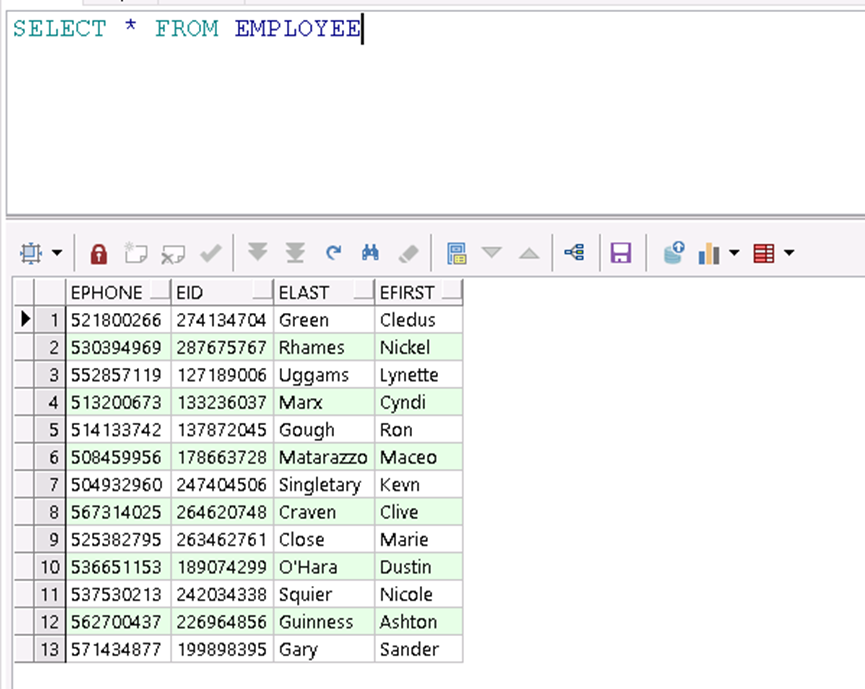 SELECT * FROM EMPLOYEE
EPHONE EID ELAST EFIRST
1 521800266 274134704 Green Cledus
2 530394969 287675767 Rhames Nickel
3 552857119 127189006 Uggams Lynette
4 513200673 133236037 Marx Cyndi
5 514133742 137872045 Gough Ron
6 508459956 178663728 Matarazzo Maceo
7 504932960 247404506 Singletary Kevn
8 567314025 264620748 Craven Clive
9 525382795 263462761 Close Marie
10 536651153 189074299 O'Hara Dustin
11 537530213 242034338 Squier Nicole
12 562700437 226964856 Guinness Ashton
13 571434877 199898395 Gary Sander